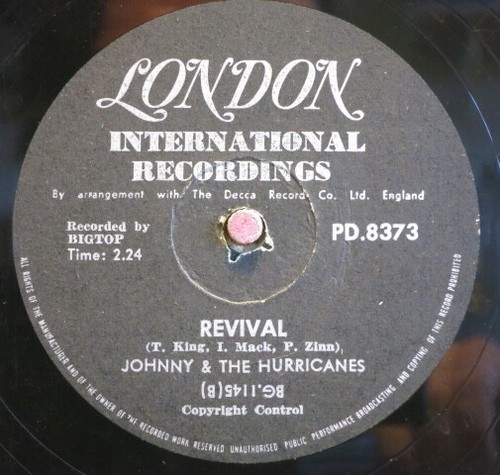 LONDON
INTERNATIONAL
RECORDINGS
By arrangement with The Decca Record Co. Ltd. England
Recorded by
BIGTOP
Time: 2.24
PD.8373
REVIVAL
(T. King, I. Mack, P. Zinn)
JOHNNY & THE HURRICANES
BG.1145(B)
Copyright Control
ALL RIGHTS OF THE MANUFACTURER AND OF THE OWNER OF THE RECORDED WORK RESERVED UNAUTHORISED PUBLIC PERFORMANCE BROADCASTING AND COPYING OF THIS RECORD PROHIBITED